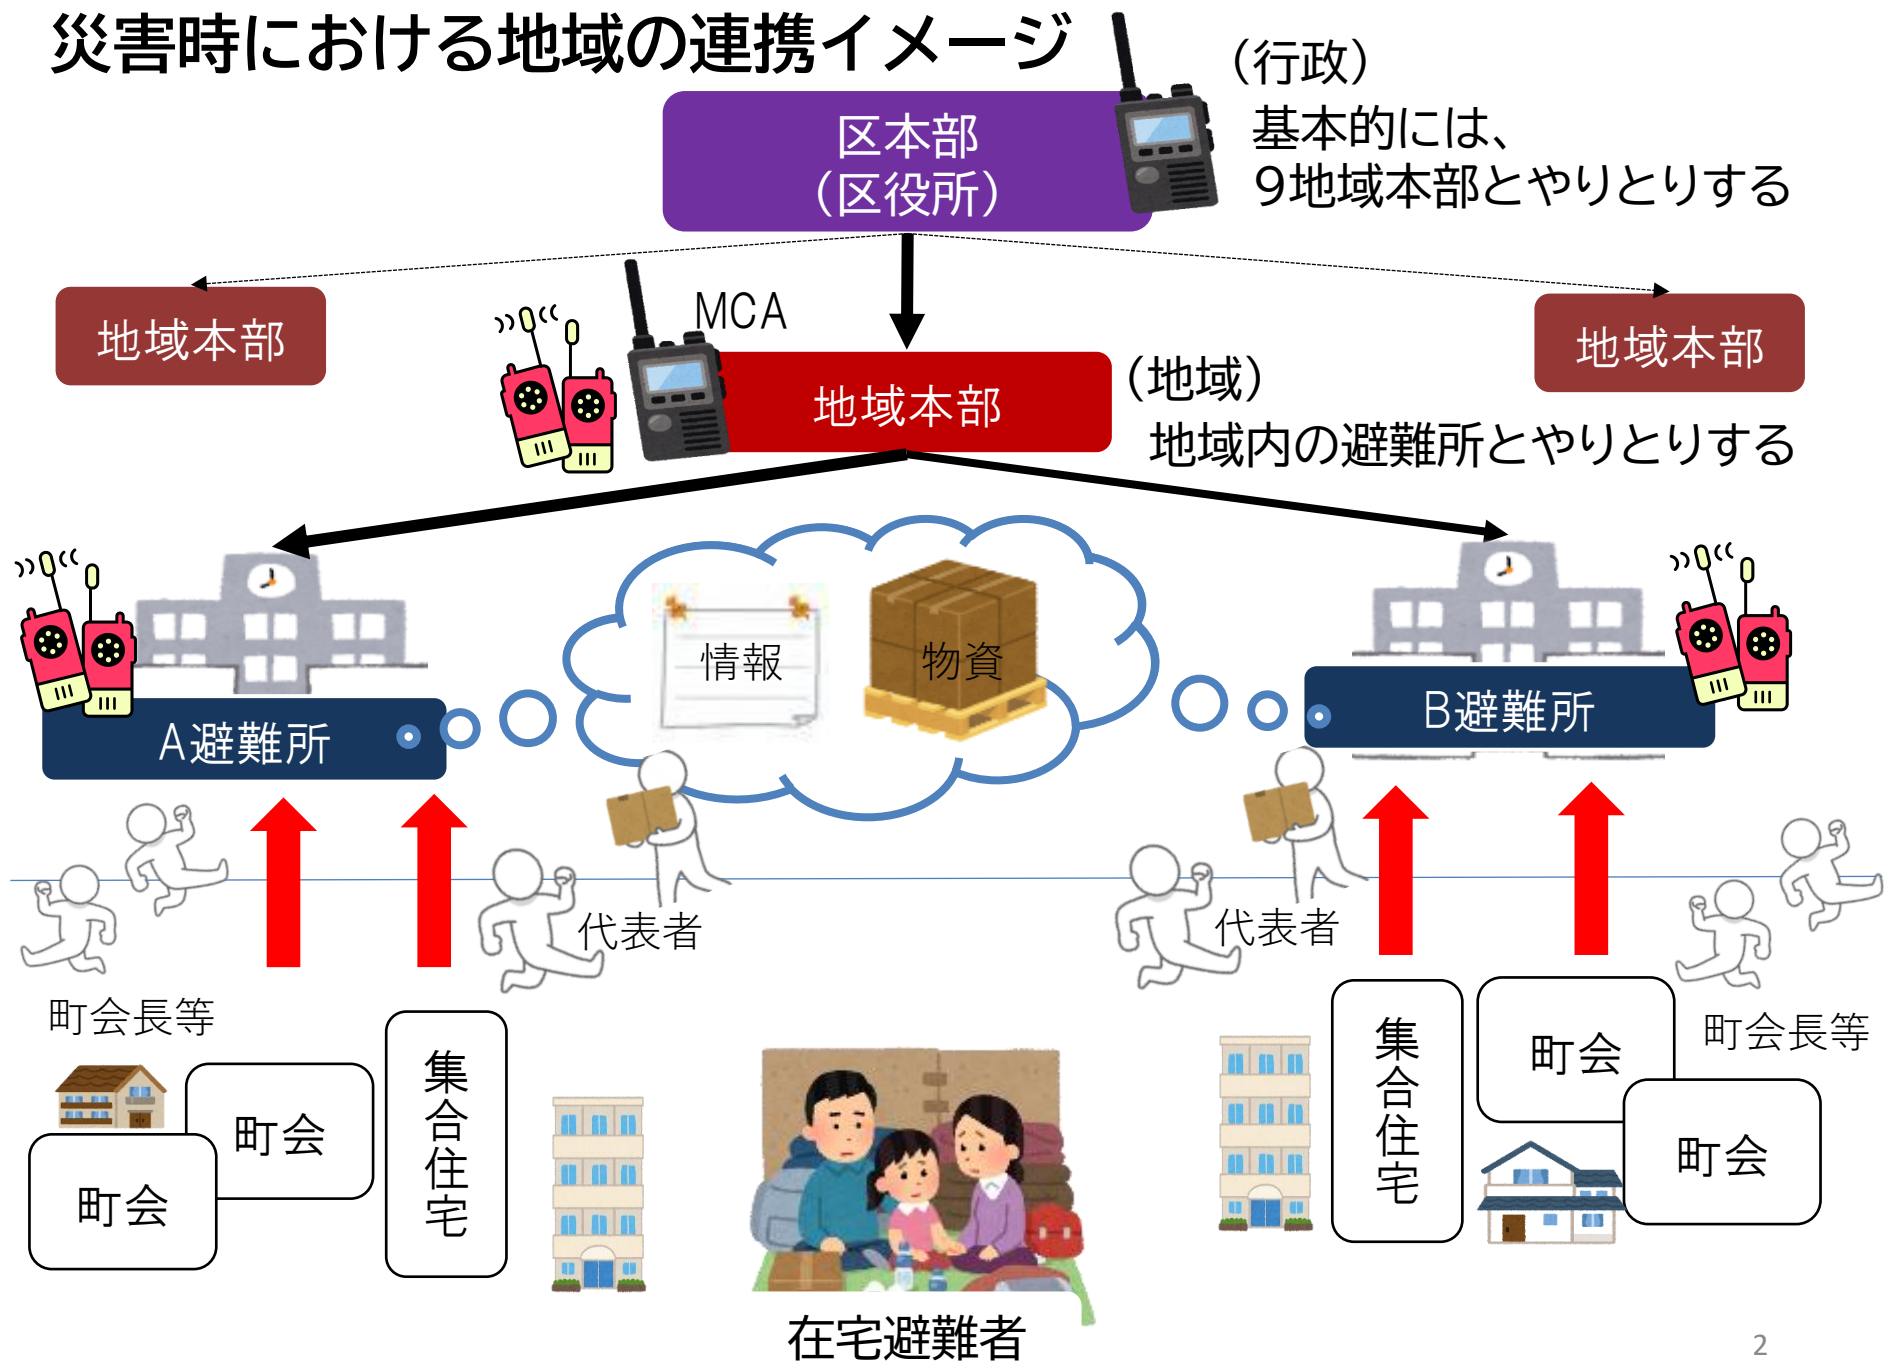 災害時における地域の連携イメージ
（行政）
基本的には、
９地域本部とやりとりする
区本部
（区役所）
地域本部
MCA
地域本部
地域本部
（地域）
地域内の避難所とやりとりする
情報
物資
A避難所
B避難所
代表者
代表者
町会長等
町会長等
町会
町会
集合住宅
集合住宅
町会
町会
在宅避難者
2